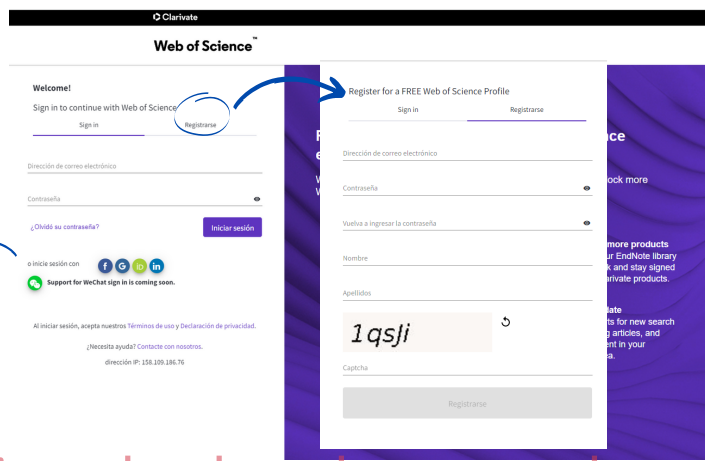 Clarivate
Web of Science™
Welcome!
Sign in to continue with Web of Science
Sign in
Registrarse
Dirección de correo electrónico
Contraseña
¿Olvidó su contraseña?
Iniciar sesión
o inicie sesión con
f G iD in
Support for WeChat sign in is coming soon.
Al iniciar sesión, acepta nuestros Términos de uso y Declaración de privacidad.
¿Necesita ayuda? Contacte con nosotros.
dirección IP: 158.109.186.76
Register for a FREE Web of Science Profile
Sign in
Registrarse
Dirección de correo electrónico
Contraseña
Vuelva a ingresar la contraseña
Nombre
Apellidos
1qsJi
Captcha
Registrarse
ce
ock more
more products
ur EndNote library
k and stay signed
arivate products.
late
ts for new search
g articles, and
ent in your
ea.